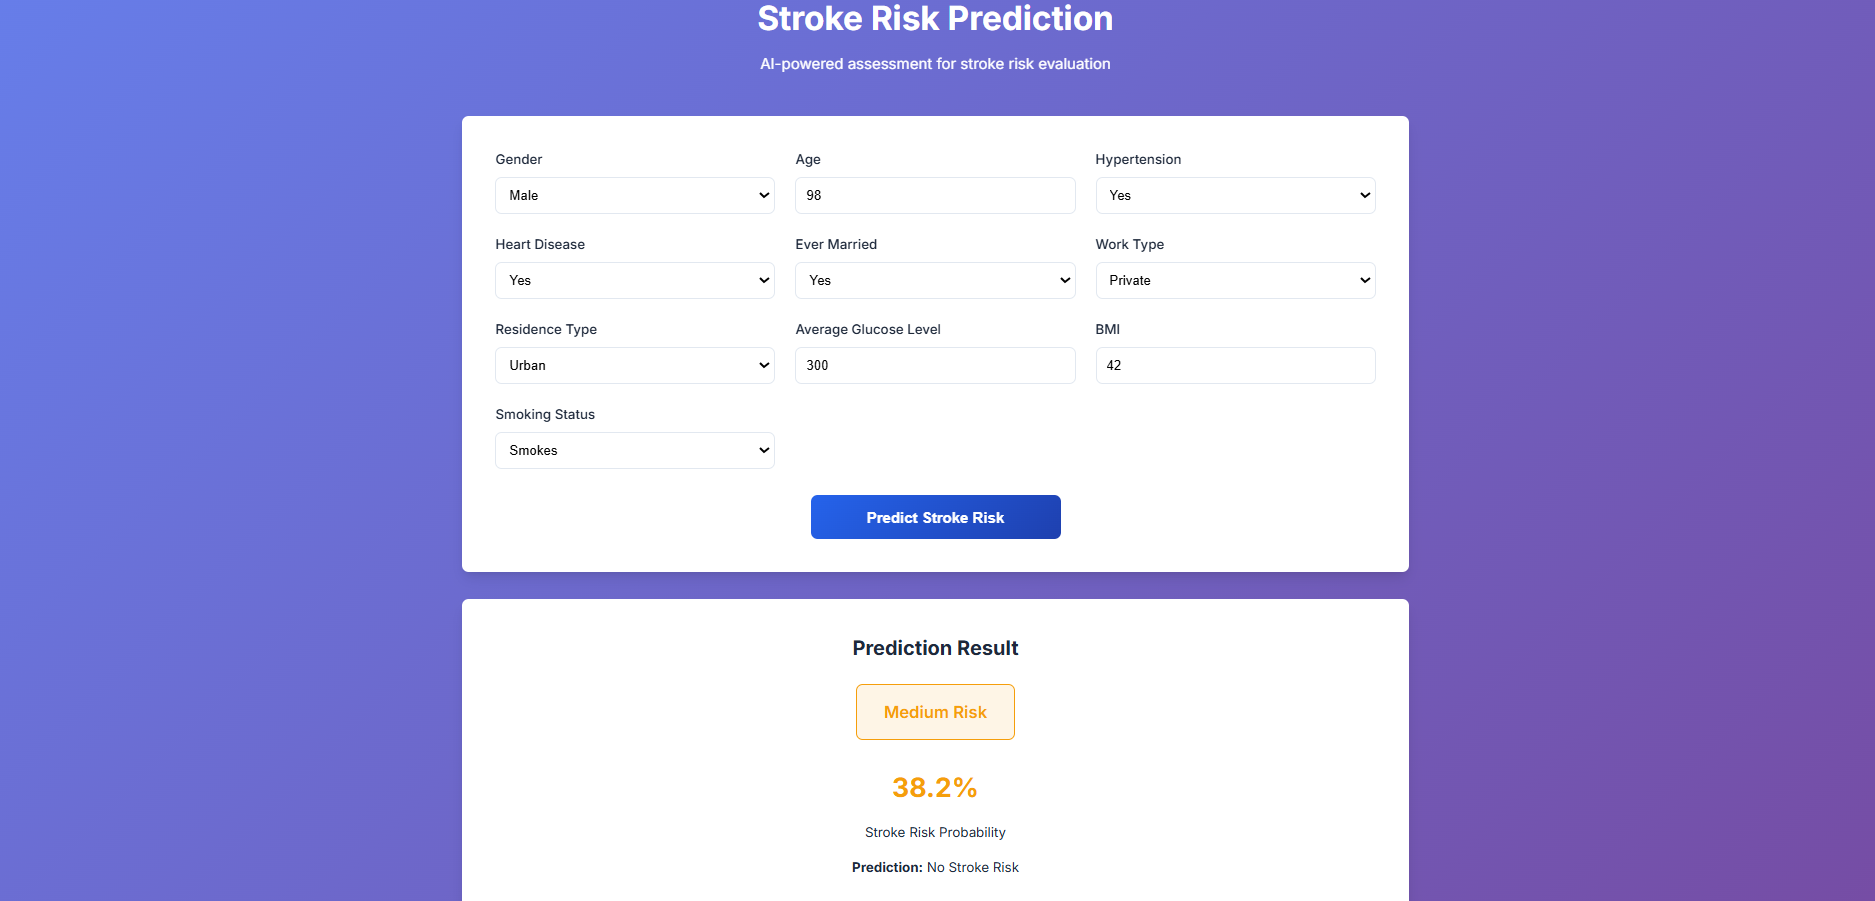 Stroke Risk Prediction
AI-powered assessment for stroke risk evaluation
Gender Age Hypertension
Male 98 Yes
Heart Disease Ever Married Work Type
Yes Yes Private
Residence Type Average Glucose Level BMI
Urban 300 42
Smoking Status
Smokes
Predict Stroke Risk
Prediction Result
Medium Risk
38.2%
Stroke Risk Probability
Prediction: No Stroke Risk